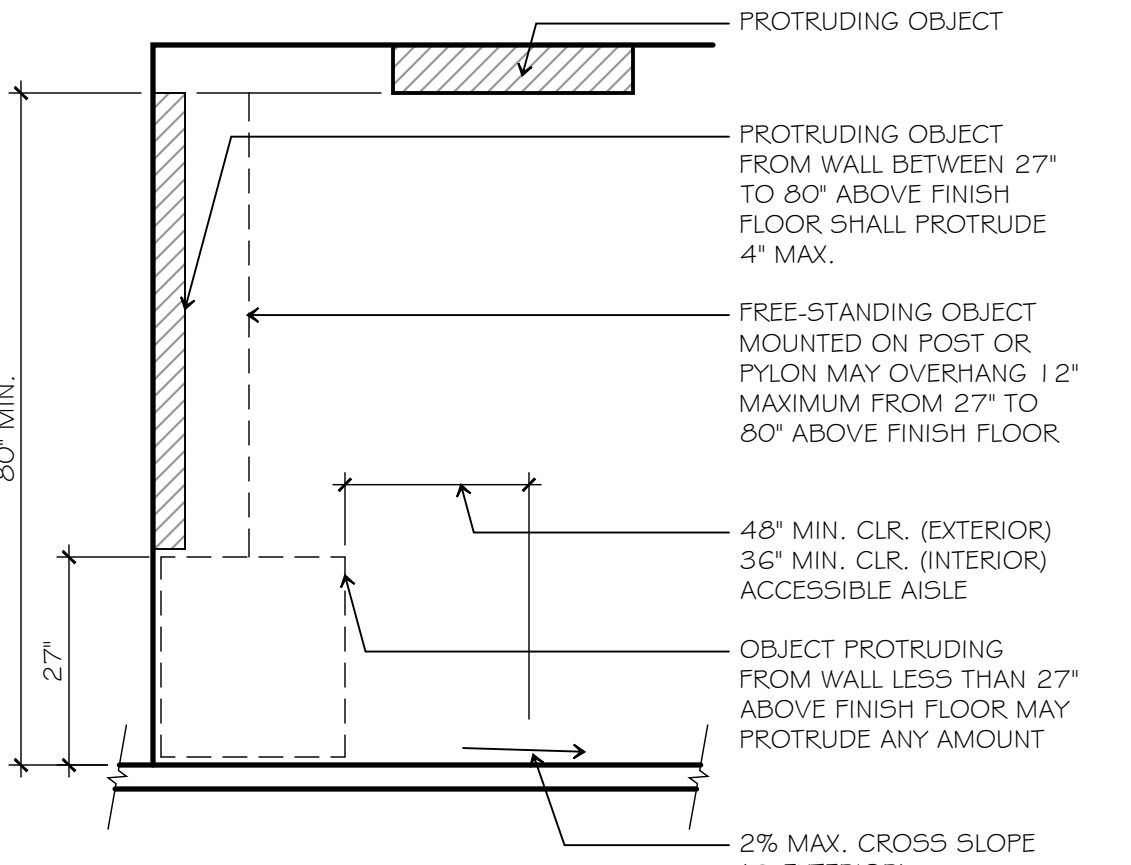 PROTRUDING OBJECT
PROTRUDING OBJECT
FROM WALL BETWEEN 27"
TO 80" ABOVE FINISH
FLOOR SHALL PROTRUDE
4" MAX.
FREE-STANDING OBJECT
MOUNTED ON POST OR
PYLON MAY OVERHANG 12"
MAXIMUM FROM 27" TO
80" ABOVE FINISH FLOOR
80" MIN.
48" MIN. CLR. (EXTERIOR)
36" MIN. CLR. (INTERIOR)
ACCESSIBLE AISLE
27"
OBJECT PROTRUDING
FROM WALL LESS THAN 27"
ABOVE FINISH FLOOR MAY
PROTRUDE ANY AMOUNT
2% MAX. CROSS SLOPE